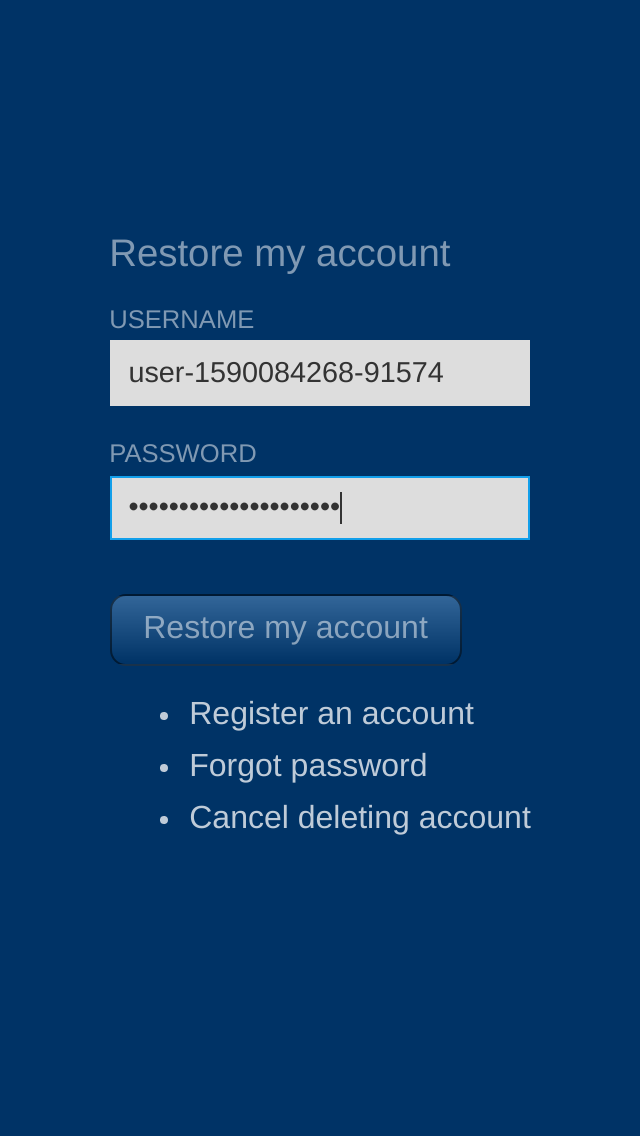 Restore my account
USERNAME
user-1590084268-91574
PASSWORD
•••••••••••••••••••••
Restore my account
• Register an account
• Forgot password
• Cancel deleting account